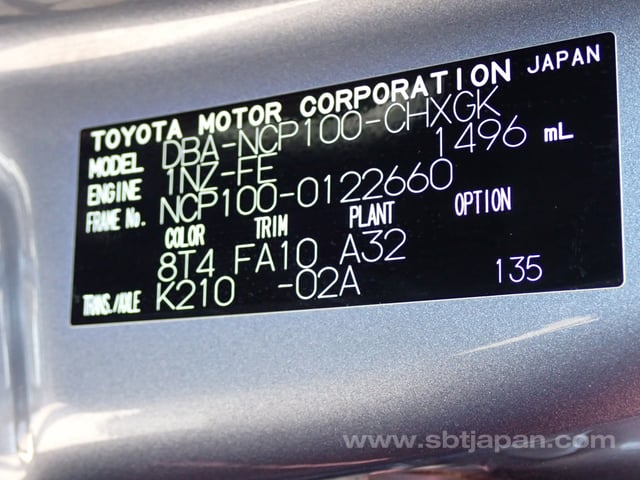 TOYOTA MOTOR CORPORATION JAPAN
MODEL DBA-NCP100-CHXGK
ENGINE 1NZ-FE 1496 mL
FRAME No. NCP100-0122660
COLOR TRIM PLANT OPTION
8T4 FA10 A32
TRANS./AXLE K210 -02A 135
www.sbtjapan.com